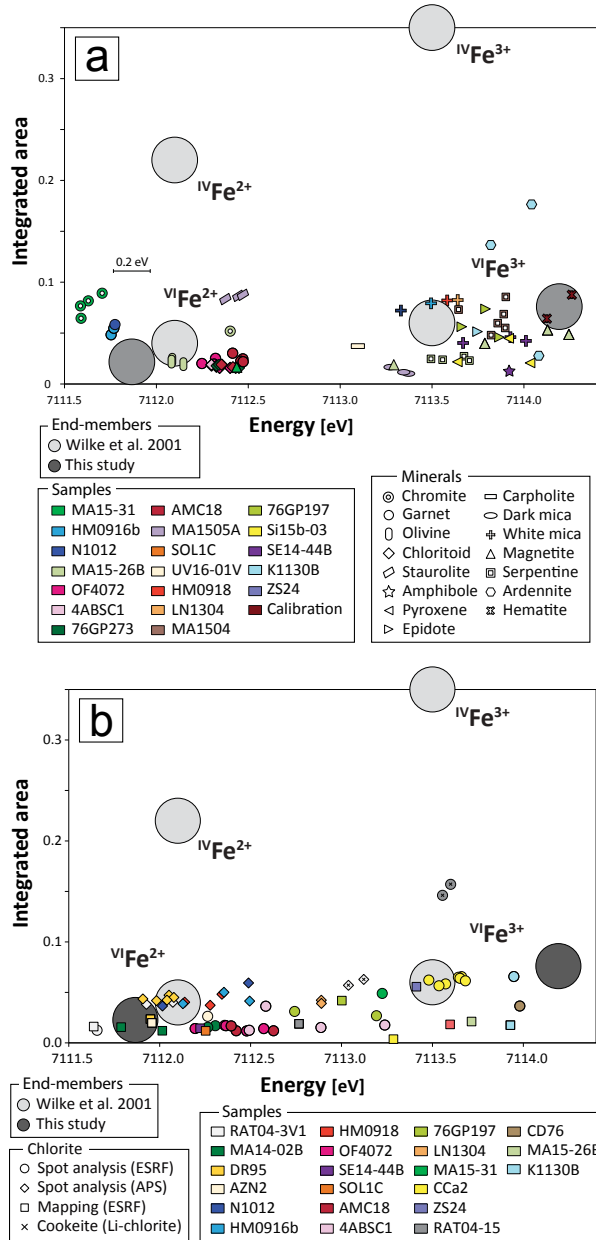 a
Integrated area
0.3
0.2
0.1
0
IVFe3+
IVFe2+
0.2 eV
VIFe2+
VIFe3+
7111.5 7112.0 7112.5 7113.0 7113.5 7114.0
Energy [eV]
End-members
Wilke et al. 2001
This study
Samples
MA15-31 AMC18 76GP197
HM0916b MA1505A Si15b-03
N1012 SOL1C SE14-44B
MA15-26B UV16-01V K1130B
OF4072 HM0918 ZS24
4ABSC1 LN1304 Calibration
76GP273 MA1504
Minerals
Chromite Carpholite
Garnet Dark mica
Olivine White mica
Chloritoid Magnetite
Staurolite Serpentine
Amphibole Ardennite
Pyroxene Hematite
Epidote
b
Integrated area
0.3
0.2
0.1
0.0
IVFe3+
IVFe2+
VIFe2+
VIFe3+
7111.5 7112.0 7112.5 7113.0 7113.5 7114.0
Energy [eV]
End-members
Wilke et al. 2001
This study
Chlorite
Spot analysis (ESRF)
Spot analysis (APS)
Mapping (ESRF)
Cookeite (Li-chlorite)
Samples
RAT04-3V1 HM0918 76GP197 CD76
MA14-02B OF4072 LN1304 MA15-26B
DR95 SE14-44B MA15-31 K1130B
AZN2 SOL1C CCa2
N1012 AMC18 ZS24
HM0916b 4ABSC1 RAT04-15